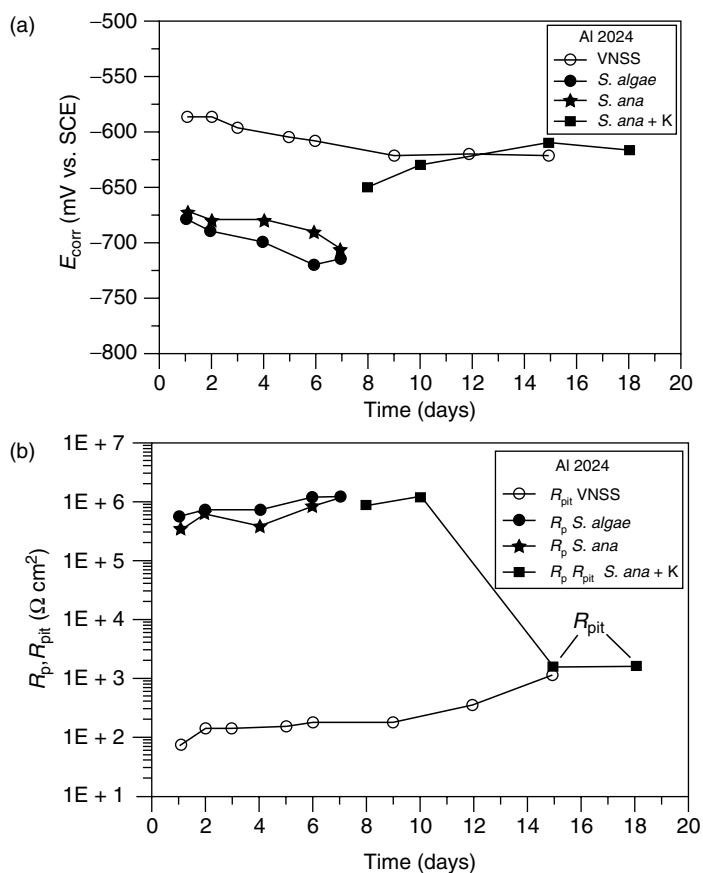 (a)
−500
−550
−600
−650
−700
−750
−800
E_corr (mV vs. SCE)
Al 2024
VNSS
S. algae
S. ana
S. ana + K
0 2 4 6 8 10 12 14 16 18 20
Time (days)
(b)
1E + 7
1E + 6
1E + 5
1E + 4
1E + 3
1E + 2
1E + 1
R_p, R_pit (Ω cm²)
Al 2024
R_pit VNSS
R_p S. algae
R_p S. ana
R_p R_pit S. ana + K
R_pit
0 2 4 6 8 10 12 14 16 18 20
Time (days)